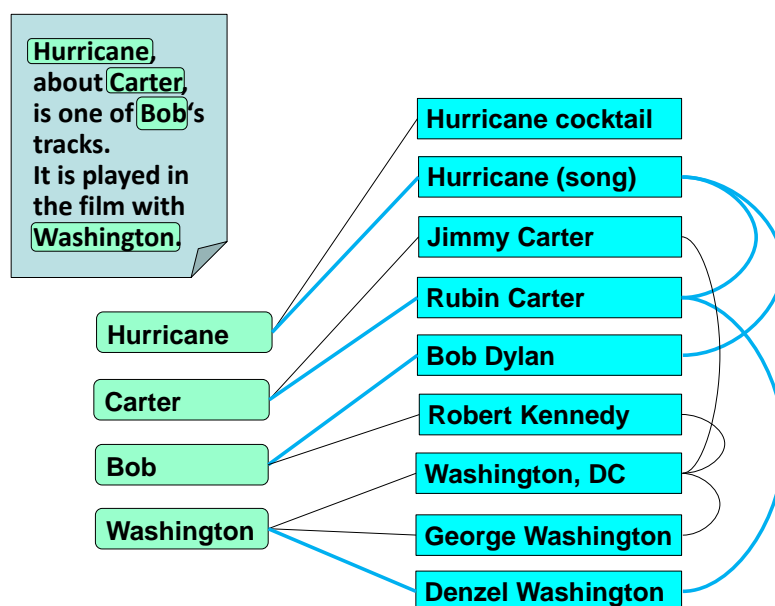 Hurricane,
about Carter,
is one of Bob‘s
tracks.
It is played in
the film with
Washington.
Hurricane
Carter
Bob
Washington
Hurricane cocktail
Hurricane (song)
Jimmy Carter
Rubin Carter
Bob Dylan
Robert Kennedy
Washington, DC
George Washington
Denzel Washington